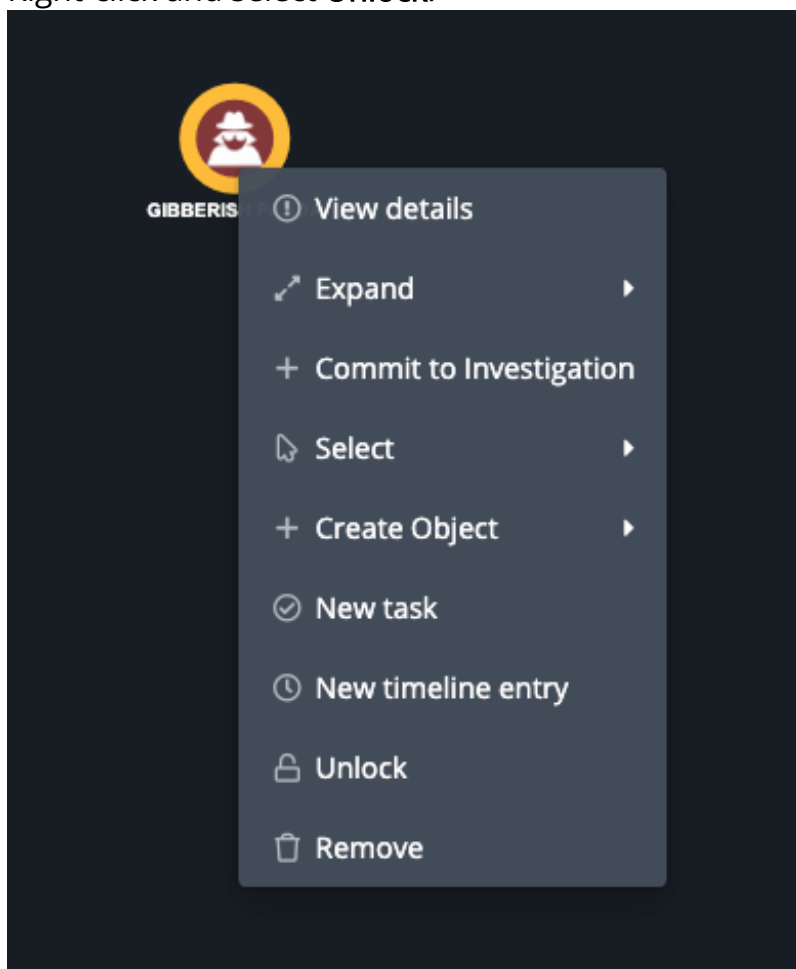 Right-click and select Unlock.
GIBBERIS
View details
Expand
Commit to Investigation
Select
Create Object
New task
New timeline entry
Unlock
Remove